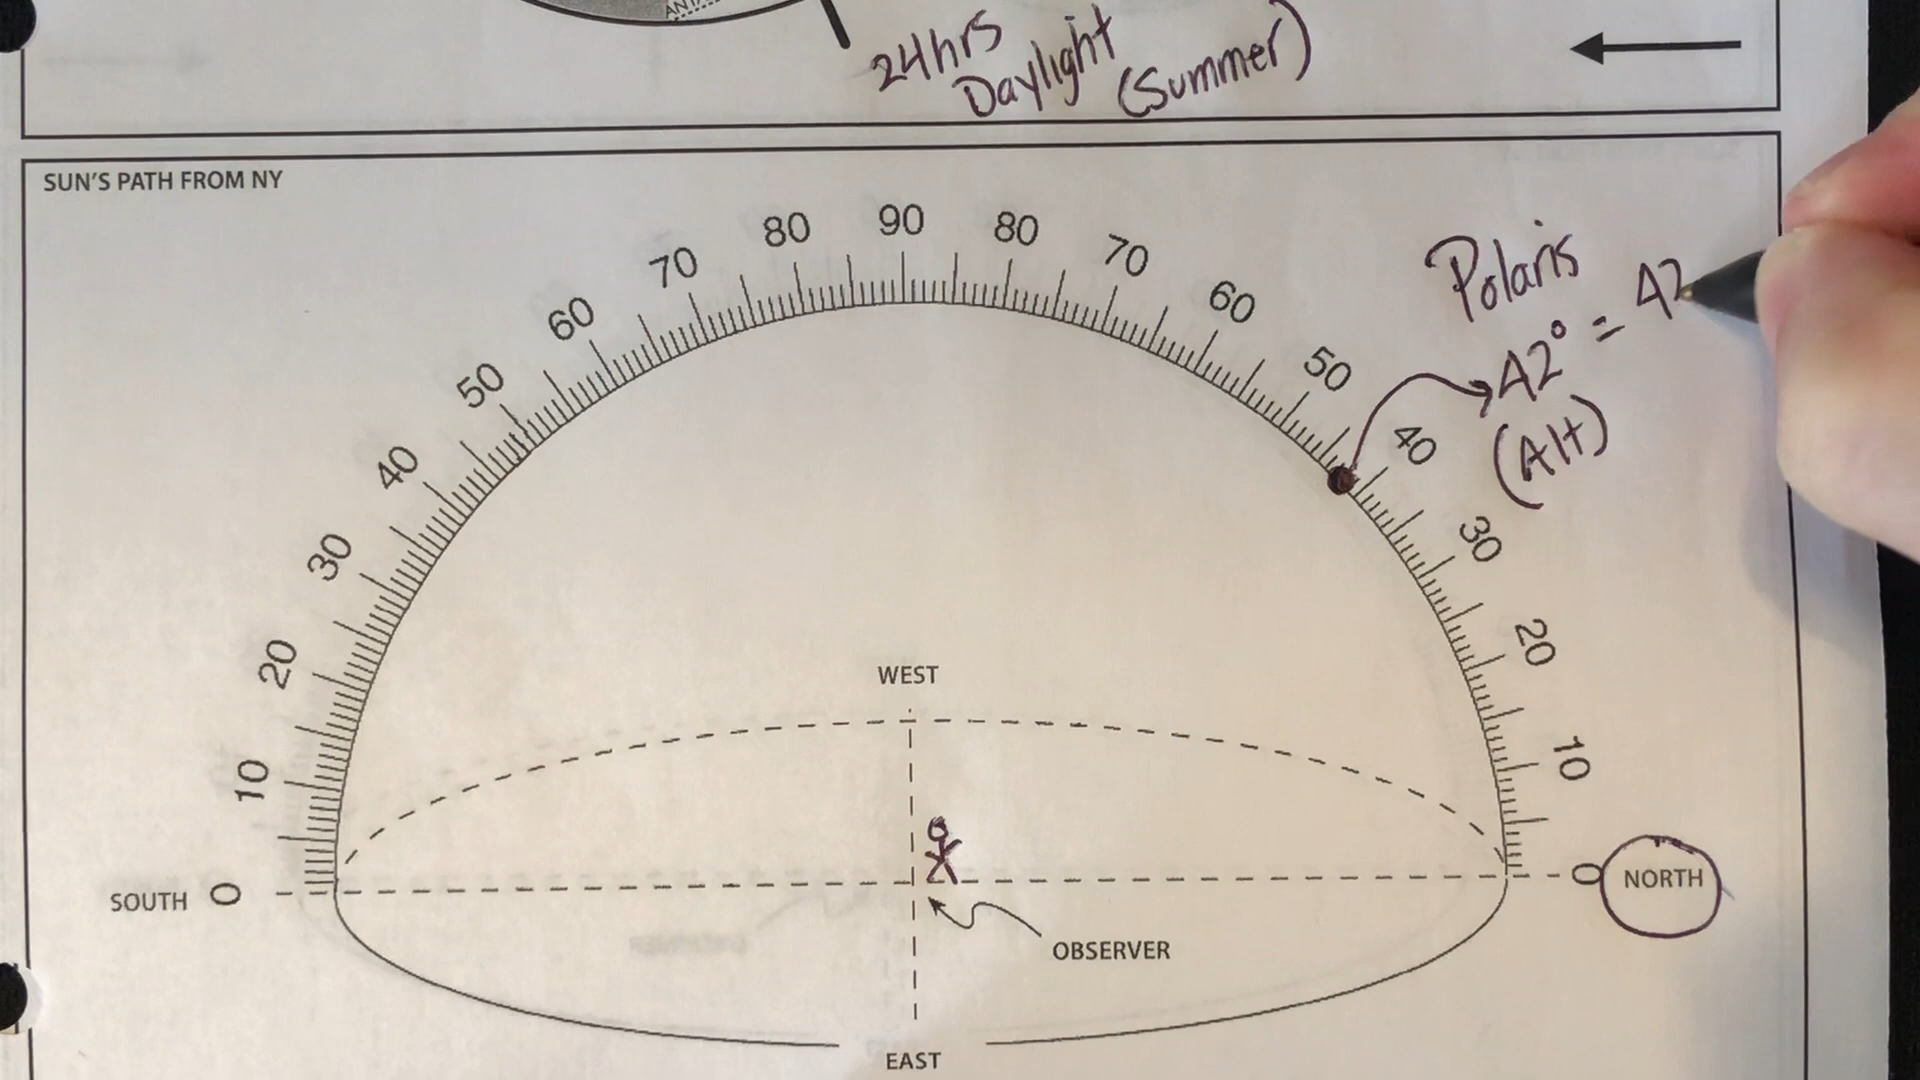 ANT
24hrs
Daylight
(Summer)
SUN'S PATH FROM NY
90
80
80
70
70
60
60
50
50
40
40
30
30
20
20
10
10
0
0
Polaris
42° = 42
(Alt)
WEST
SOUTH
NORTH
OBSERVER
EAST